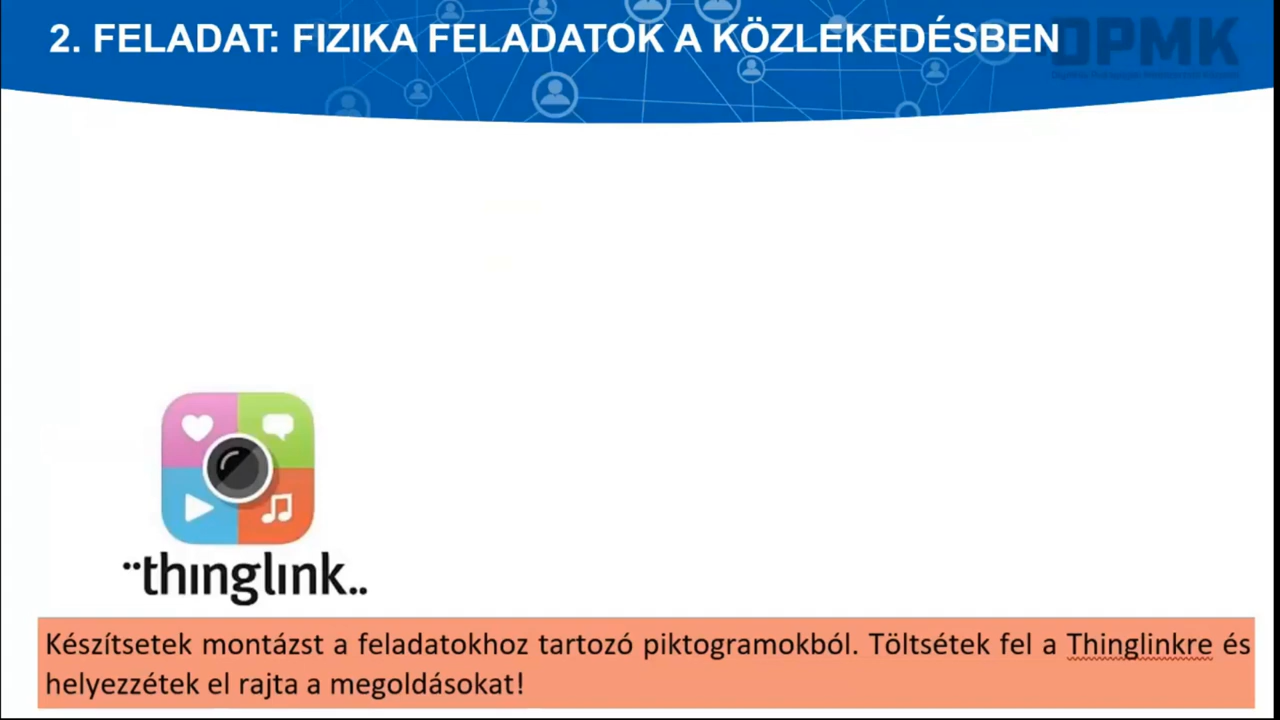 2. FELADAT: FIZIKA FELADATOK A KÖZLEKEDÉSBEN
DPMK
¨thinglink..
Készítsetek montázst a feladatokhoz tartozó piktogramokból. Töltsétek fel a Thinglinkre és
helyezzétek el rajta a megoldásokat!